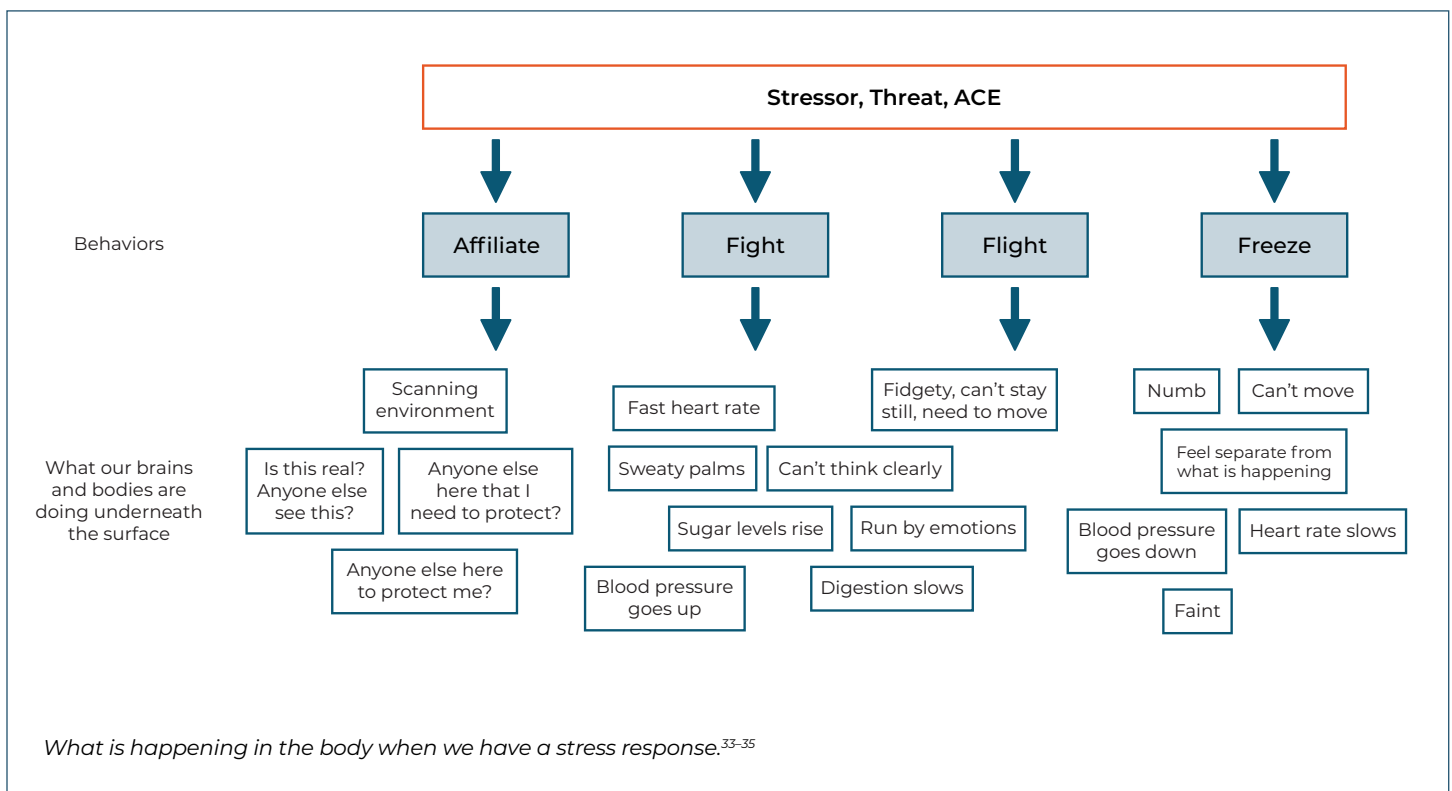 Stressor, Threat, ACE
Behaviors
Affiliate
Fight
Flight
Freeze
What our brains
and bodies are
doing underneath
the surface
Scanning
environment
Is this real?
Anyone else
see this?
Anyone else
here that I
need to protect?
Anyone else here
to protect me?
Fast heart rate
Sweaty palms
Sugar levels rise
Blood pressure
goes up
Fidgety, can’t stay
still, need to move
Can’t think clearly
Run by emotions
Digestion slows
Numb
Can’t move
Feel separate from
what is happening
Blood pressure
goes down
Heart rate slows
Faint
What is happening in the body when we have a stress response.33–35